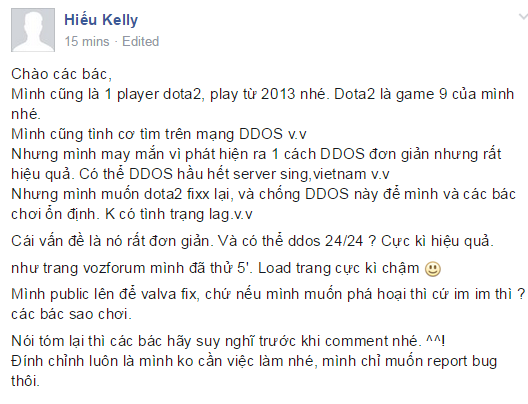 Hiếu Kelly
15 mins · Edited
Chào các bác,
Mình cũng là 1 player dota2, play từ 2013 nhé. Dota2 là game 9 của mình
nhé.
Mình cũng tình cơ tìm trên mạng DDOS v.v
Nhưng mình may mắn vì phát hiện ra 1 cách DDOS đơn giản nhưng rất
hiệu quả. Có thể DDOS hầu hết server sing,vietnam v.v
Nhưng mình muốn dota2 fixx lại, và chống DDOS này để mình và các bác
chơi ổn định. K có tình trạng lag.v.v
Cái vấn đề là nó rất đơn giản. Và có thể ddos 24/24 ? Cực kì hiệu quả.
như trang vozforum mình đã thử 5'. Load trang cực kì chậm
Mình public lên để valva fix, chứ nếu mình muốn phá hoại thì cứ im im thì ?
các bác sao chơi.
Nói tóm lại thì các bác hãy suy nghĩ trước khi comment nhé. ^^!
Đính chỉnh luôn là mình ko cần việc làm nhé, mình chỉ muốn report bug
thôi.